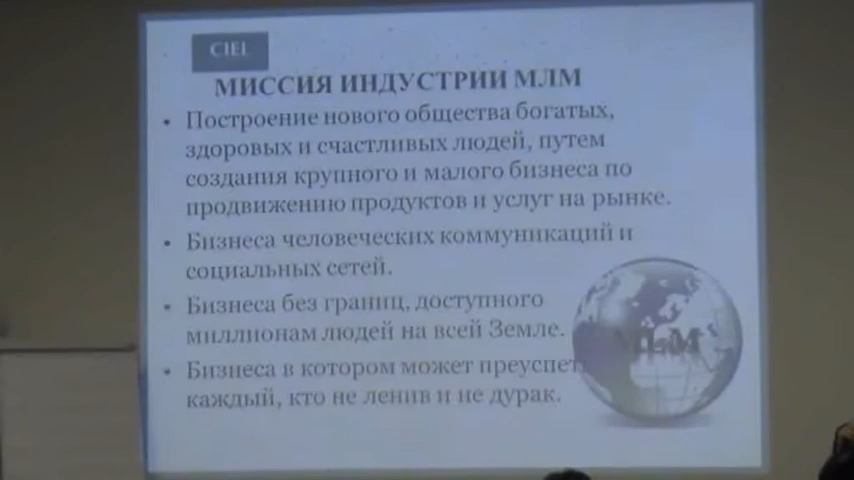 CIEL
МИССИЯ ИНДУСТРИИ МЛМ
• Построение нового общества богатых,
здоровых и счастливых людей, путем
создания крупного и малого бизнеса по
продвижению продуктов и услуг на рынке.
• Бизнеса человеческих коммуникаций и
социальных сетей.
• Бизнеса без границ, доступного
миллионам людей на всей Земле.
• Бизнеса в котором может преуспеть
каждый, кто не ленив и не дурак.
MLM